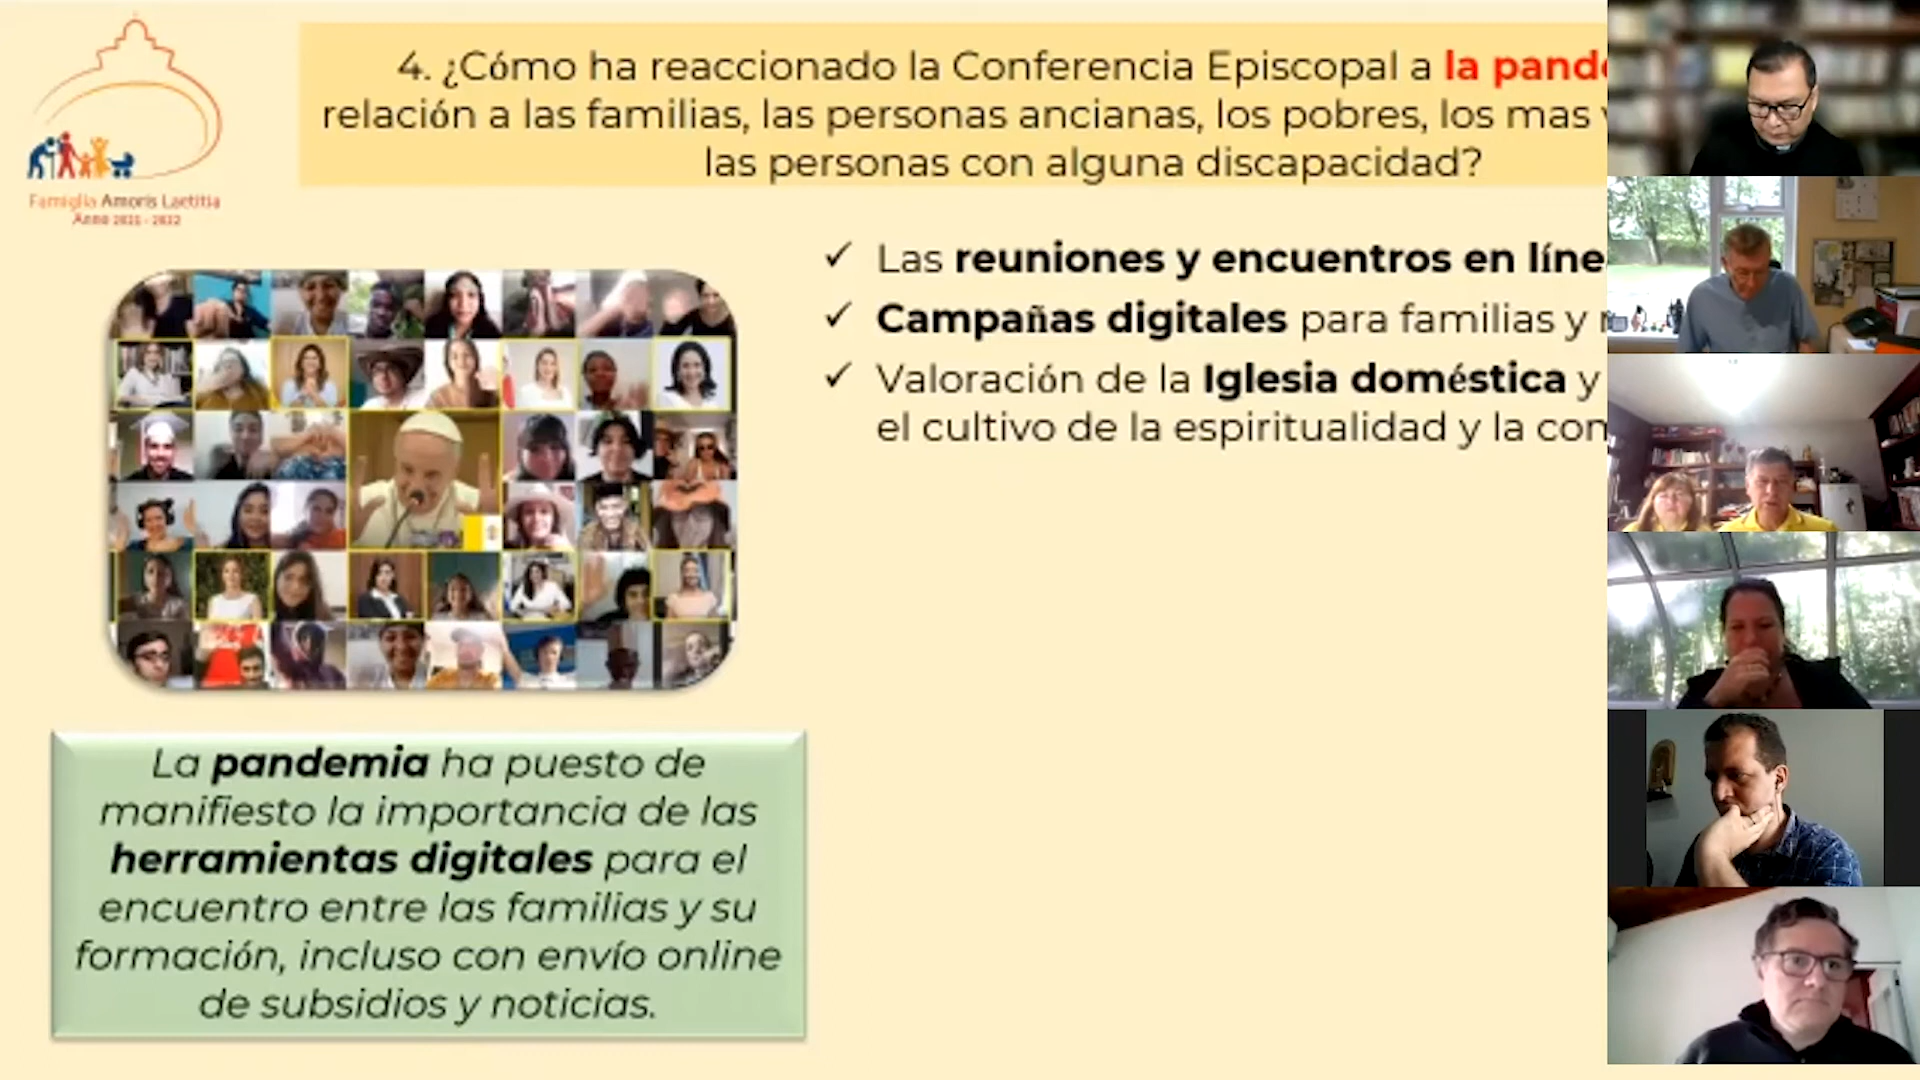 4. ¿Cómo ha reaccionado la Conferencia Episcopal a la
relación a las familias, las personas ancianas, los pobres, los mas
las personas con alguna discapacidad?
Famiglia Amoris Laetitia
Anno 2021 - 2022
✓ Las reuniones y encuentros en líne
✓ Campañas digitales para familias y
✓ Valoración de la Iglesia doméstica y
el cultivo de la espiritualidad y la
La pandemia ha puesto de
manifiesto la importancia de las
herramientas digitales para el
encuentro entre las familias y su
formación, incluso con envío online
de subsidios y noticias.